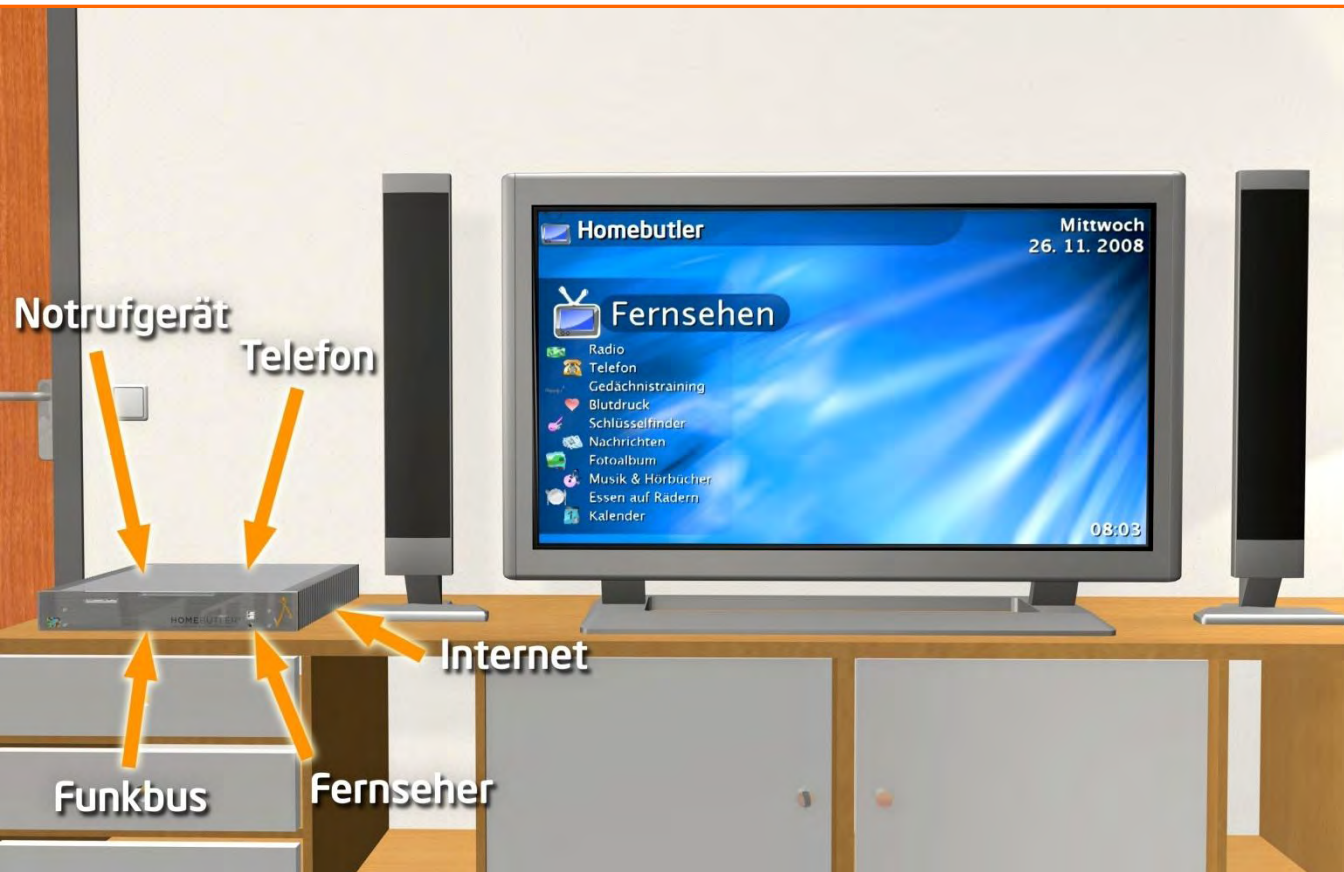 Homebutler
Mittwoch
26. 11. 2008
Fernsehen
Radio
Telefon
Gedächnistraining
Blutdruck
Schlüsselfinder
Nachrichten
Fotoalbum
Musik & Hörbücher
Essen auf Rädern
Kalender
08:03
Notrufgerät
Telefon
HOMEBUTLER
Internet
Funkbus
Fernseher